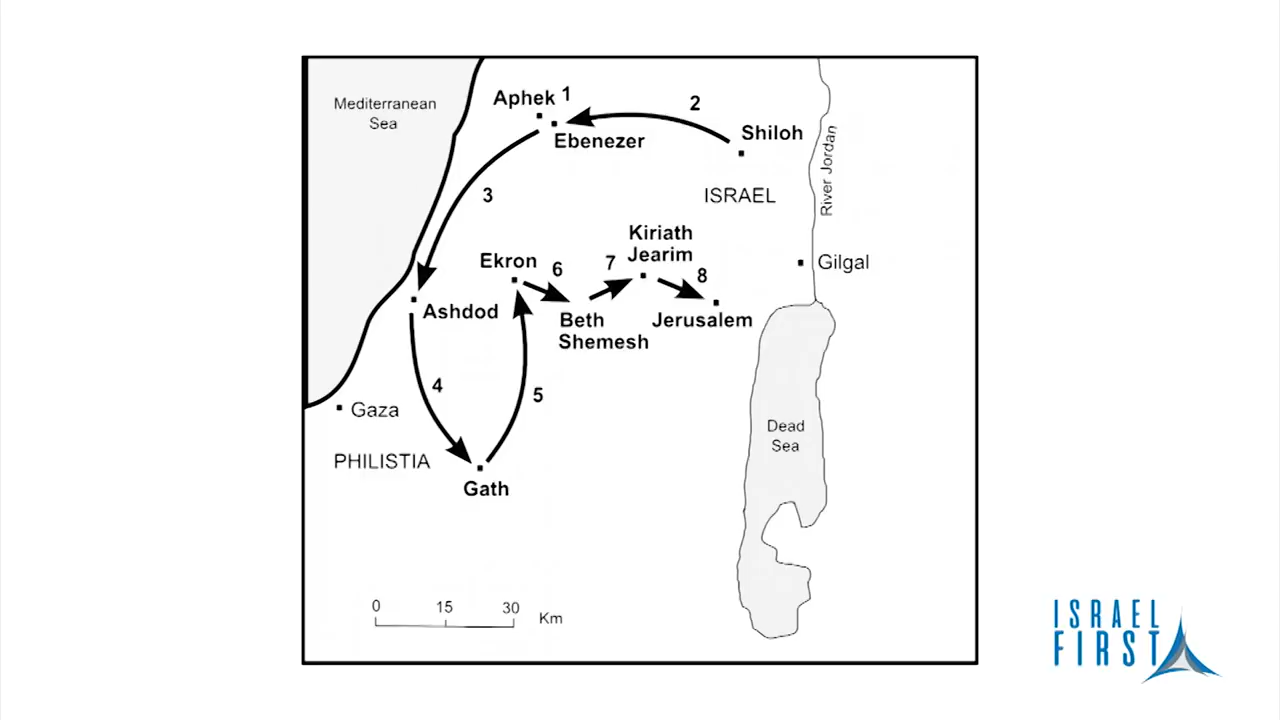 Mediterranean
Sea
Aphek 1
2
Ebenezer
Shiloh
River Jordan
3
ISRAEL
Kiriath
Jearim
Ekron
6
7
8
Gilgal
Ashdod
Beth
Shemesh
Jerusalem
4
5
Gaza
Dead
Sea
PHILISTIA
Gath
0 15 30
Km
ISRAEL
FIRST